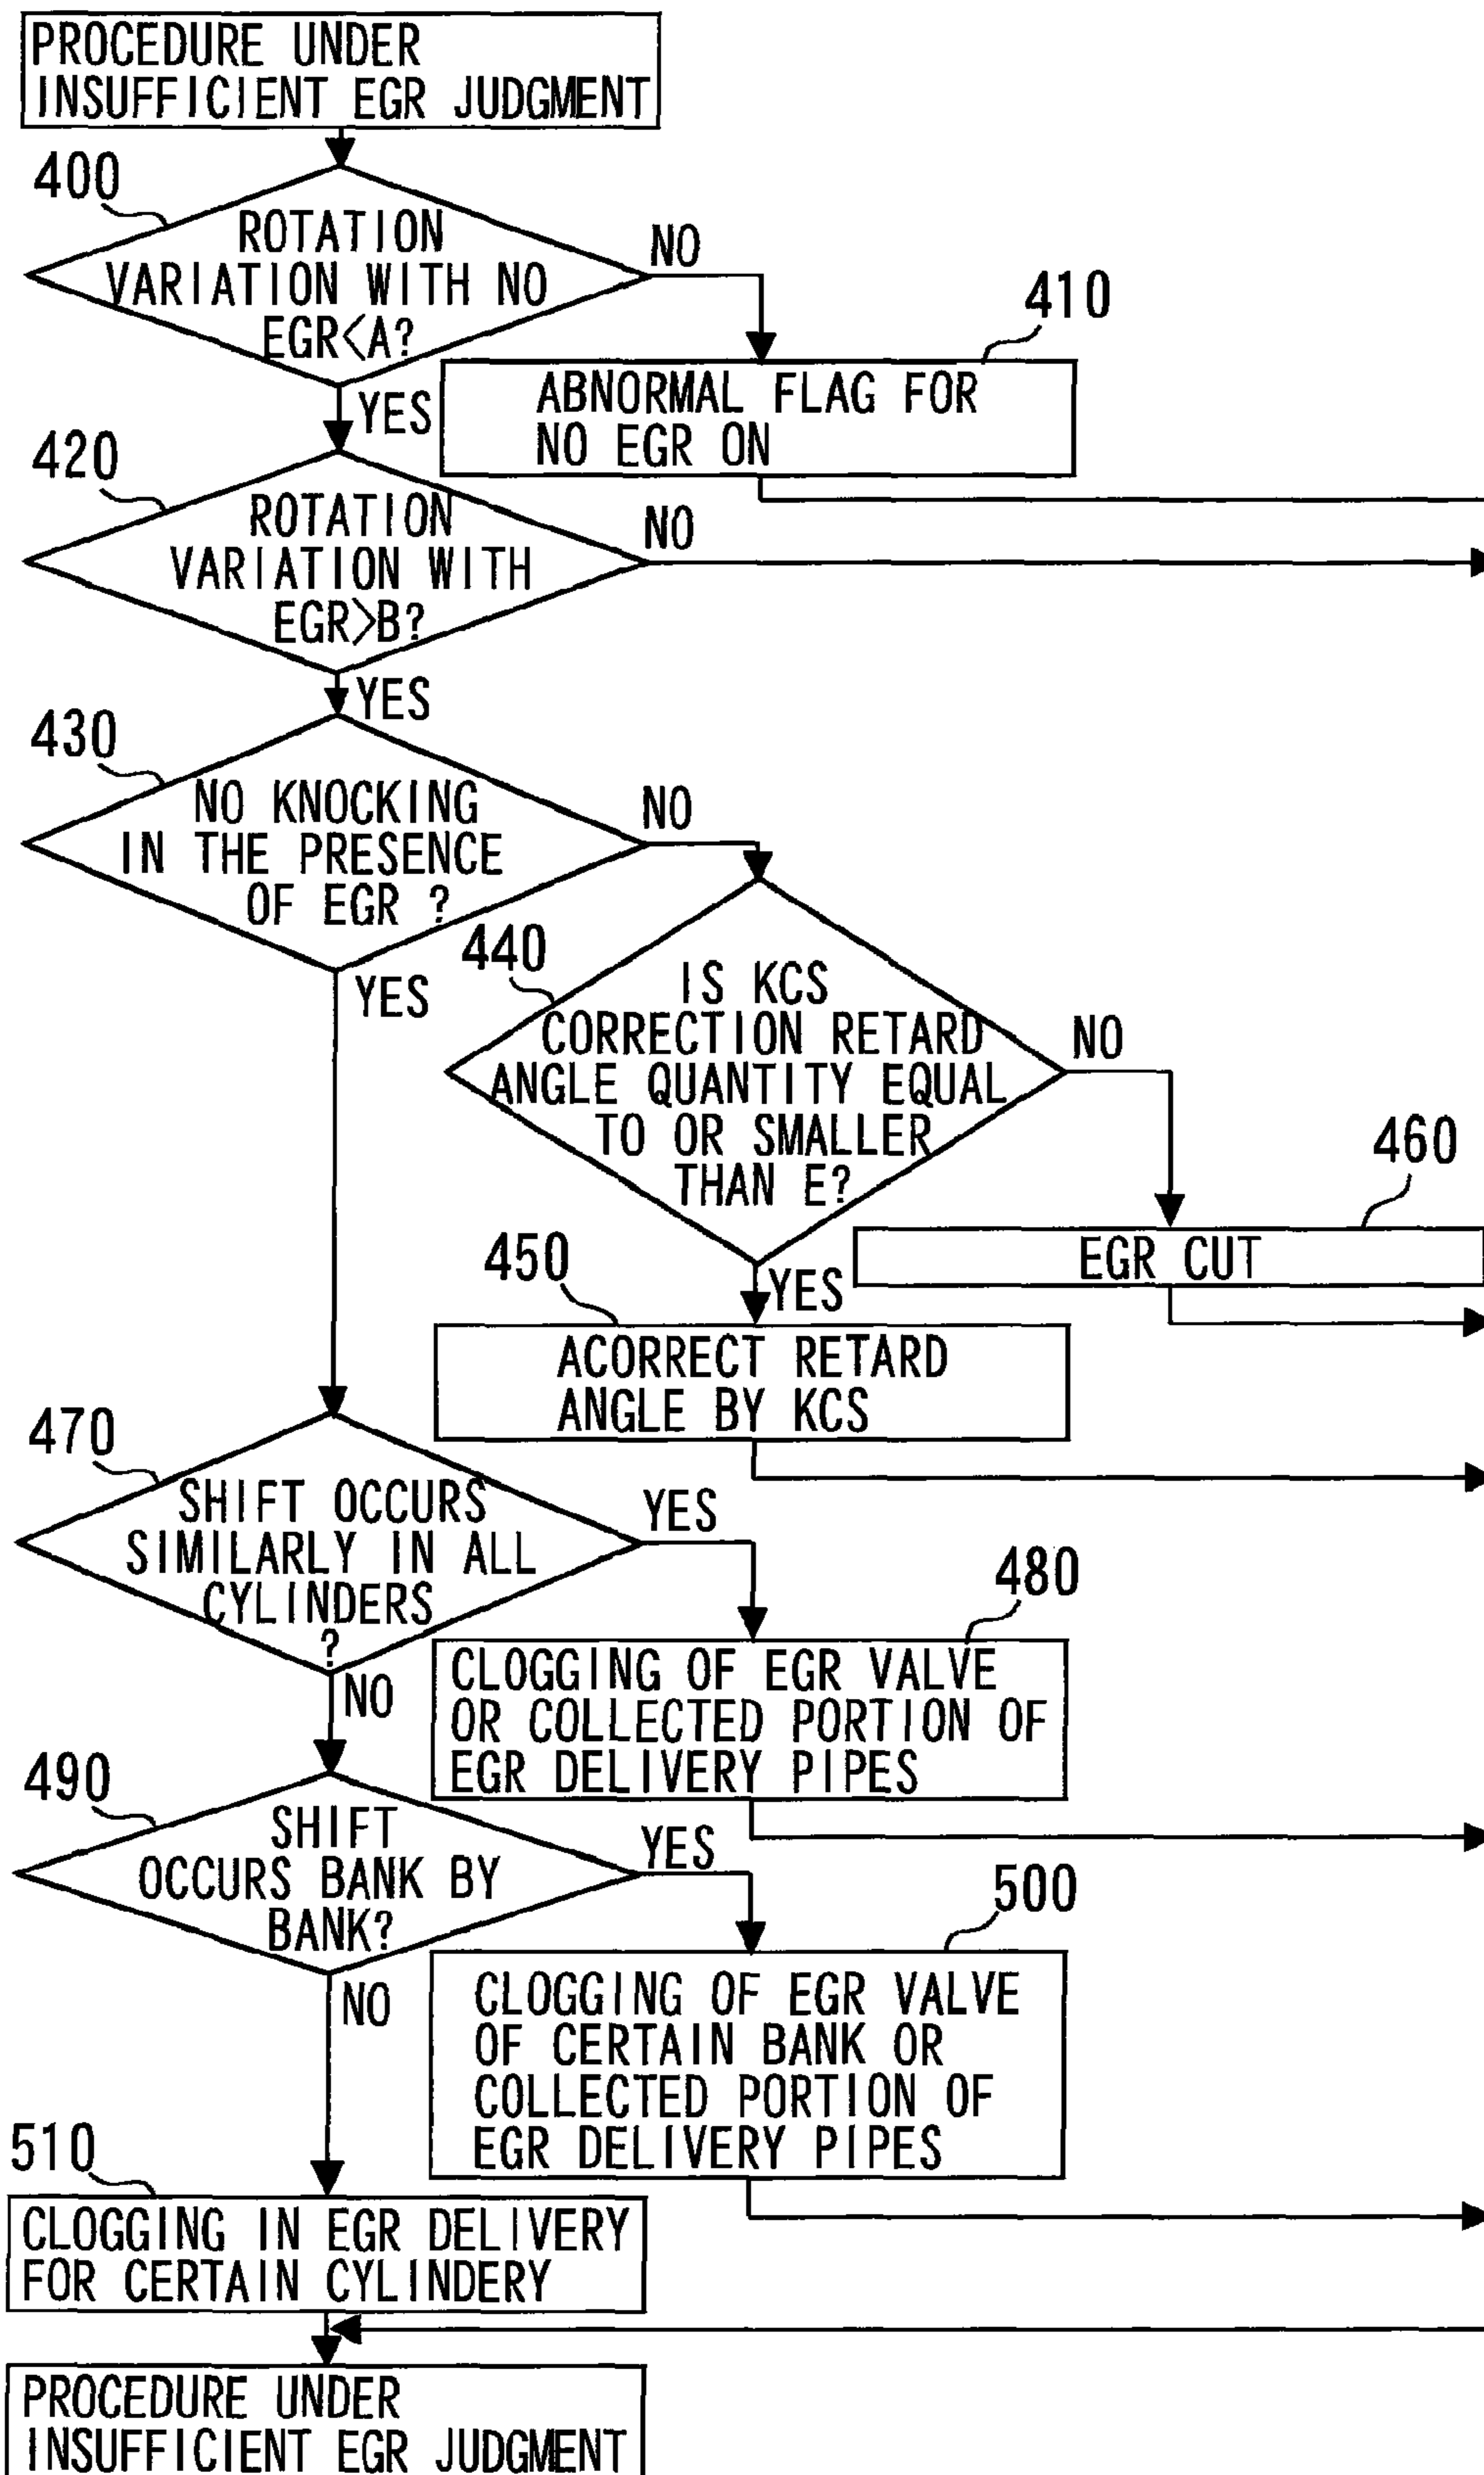 PROCEDURE UNDER
INSUFFICIENT EGR JUDGMENT
400
ROTATION
VARIATION WITH NO
EGR<A?
NO
YES
410
ABNORMAL FLAG FOR
NO EGR ON
420
ROTATION
VARIATION WITH
EGR>B?
NO
YES
430
NO KNOCKING
IN THE PRESENCE
OF EGR ?
NO
YES
440
IS KCS
CORRECTION RETARD
ANGLE QUANTITY EQUAL
TO OR SMALLER
THAN E?
NO
YES
460
EGR CUT
450
ACORRECT RETARD
ANGLE BY KCS
470
SHIFT OCCURS
SIMILARLY IN ALL
CYLINDERS
?
YES
NO
480
CLOGGING OF EGR VALVE
OR COLLECTED PORTION OF
EGR DELIVERY PIPES
490
SHIFT
OCCURS BANK BY
BANK?
YES
NO
500
CLOGGING OF EGR VALVE
OF CERTAIN BANK OR
COLLECTED PORTION OF
EGR DELIVERY PIPES
510
CLOGGING IN EGR DELIVERY
FOR CERTAIN CYLINDERY
PROCEDURE UNDER
INSUFFICIENT EGR JUDGMENT